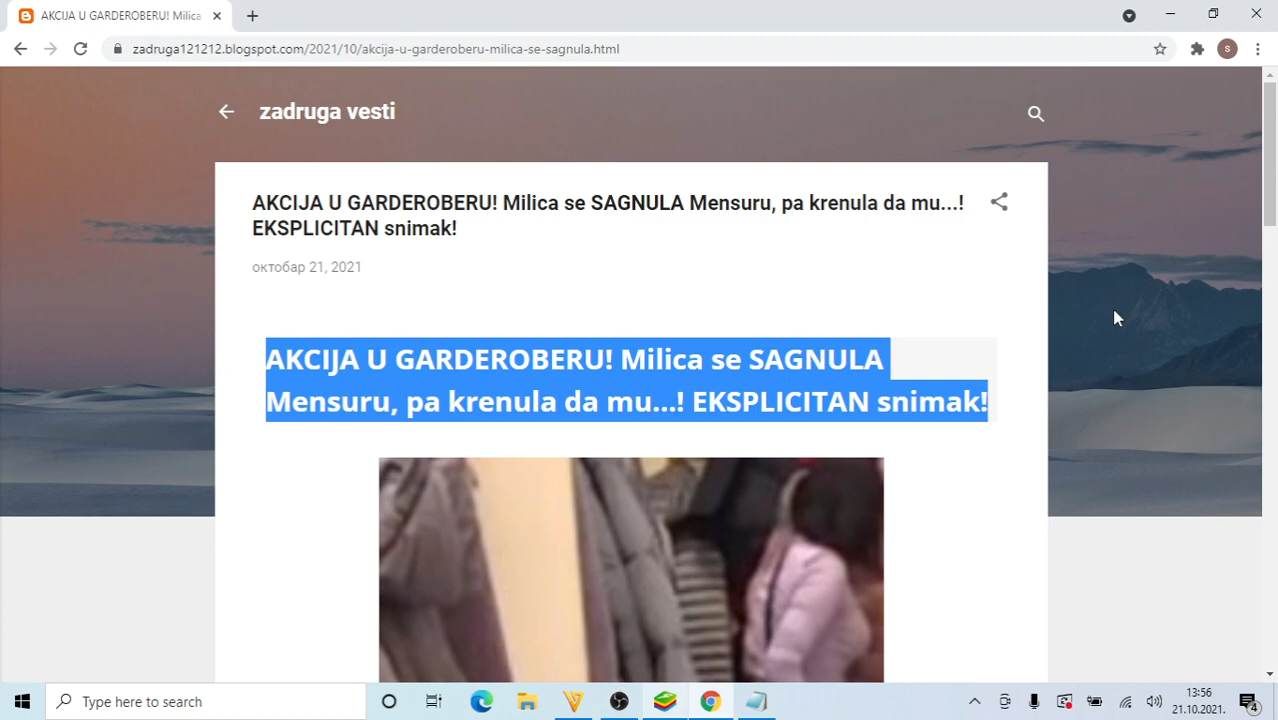 AKCIJA U GARDEROBERU! Milica
zadruga121212.blogspot.com/2021/10/akcija-u-garderoberu-milica-se-sagnula.html
S
zadruga vesti
AKCIJA U GARDEROBERU! Milica se SAGNULA Mensuru, pa krenula da mu...!
EKSPLICITAN snimak!
октобар 21, 2021
AKCIJA U GARDEROBERU! Milica se SAGNULA
Mensuru, pa krenula da mu...! EKSPLICITAN snimak!
Type here to search
13:56
21.10.2021.
4